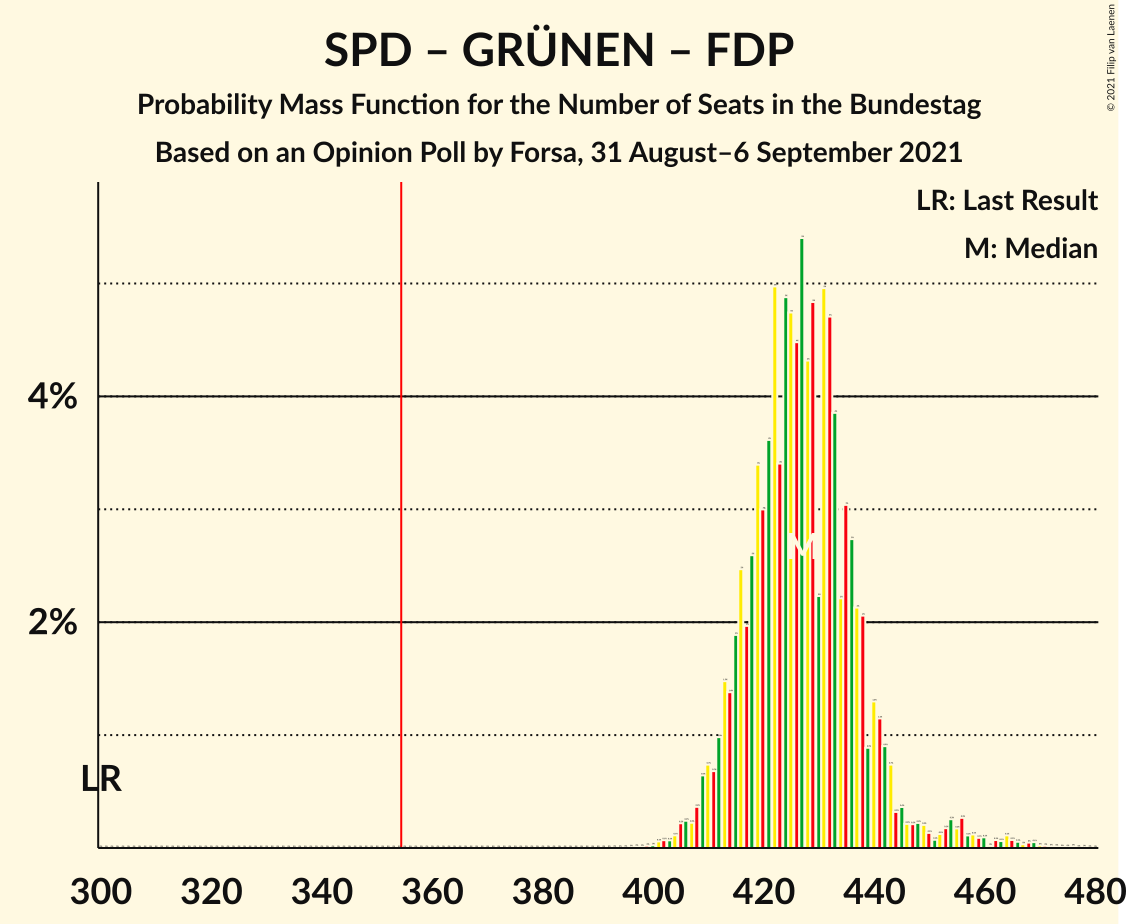 SPD – GRÜNEN – FDP
Probability Mass Function for the Number of Seats in the Bundestag
Based on an Opinion Poll by Forsa, 31 August–6 September 2021
© 2021 Filip van Laenen
LR: Last Result
M: Median
4%
2%
M
LR
300 320 340 360 380 400 420 440 460 480